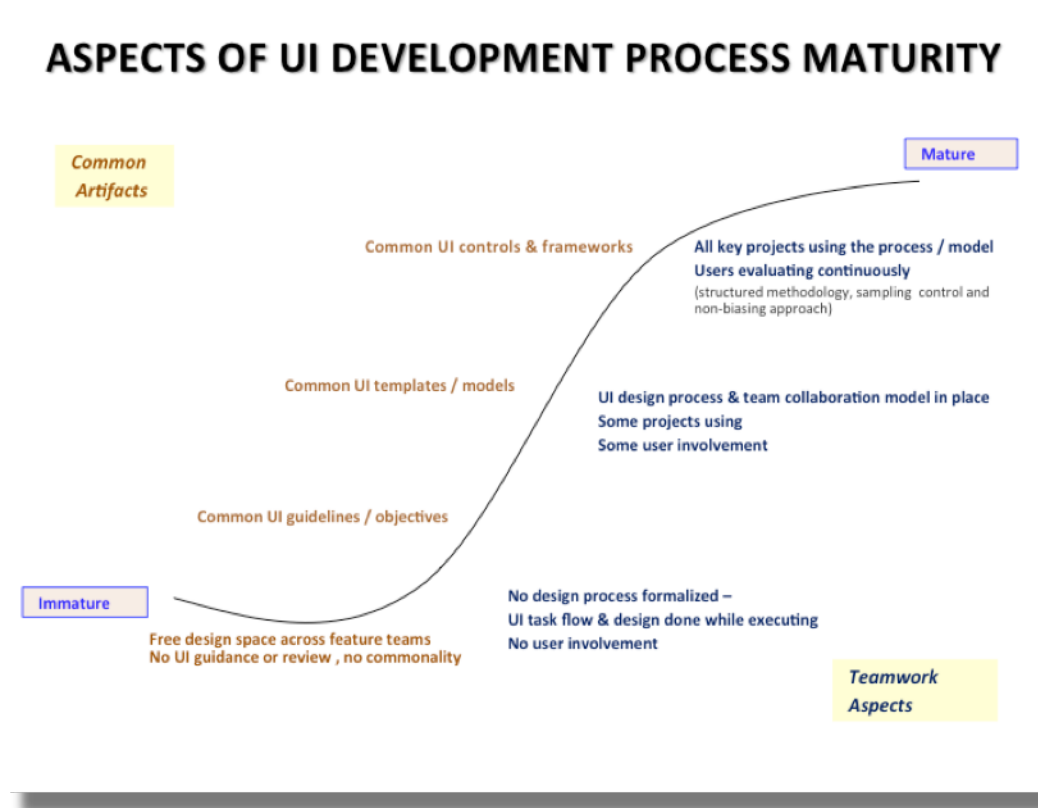 ASPECTS OF UI DEVELOPMENT PROCESS MATURITY
Common
Artifacts
Mature
Common UI controls & frameworks
All key projects using the process / model
Users evaluating continuously
(structured methodology, sampling control and
non-biasing approach)
Common UI templates / models
UI design process & team collaboration model in place
Some projects using
Some user involvement
Common UI guidelines / objectives
Immature
Free design space across feature teams
No UI guidance or review , no commonality
No design process formalized –
UI task flow & design done while executing
No user involvement
Teamwork
Aspects